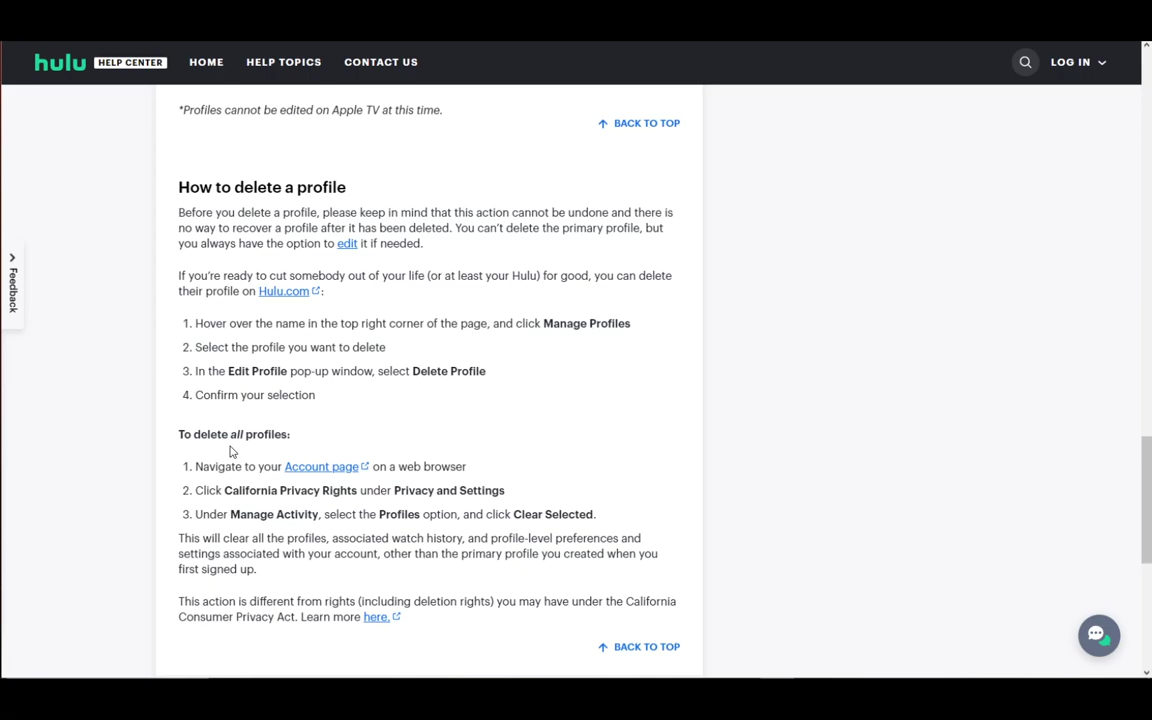 hulu HELP CENTER HOME HELP TOPICS CONTACT US LOG IN
*Profiles cannot be edited on Apple TV at this time.
BACK TO TOP
How to delete a profile
Before you delete a profile, please keep in mind that this action cannot be undone and there is
no way to recover a profile after it has been deleted. You can’t delete the primary profile, but
you always have the option to edit it if needed.
Feedback
If you’re ready to cut somebody out of your life (or at least your Hulu) for good, you can delete
their profile on Hulu.com:
1. Hover over the name in the top right corner of the page, and click Manage Profiles
2. Select the profile you want to delete
3. In the Edit Profile pop-up window, select Delete Profile
4. Confirm your selection
To delete all profiles:
1. Navigate to your Account page on a web browser
2. Click California Privacy Rights under Privacy and Settings
3. Under Manage Activity, select the Profiles option, and click Clear Selected.
This will clear all the profiles, associated watch history, and profile-level preferences and
settings associated with your account, other than the primary profile you created when you
first signed up.
This action is different from rights (including deletion rights) you may have under the California
Consumer Privacy Act. Learn more here.
BACK TO TOP